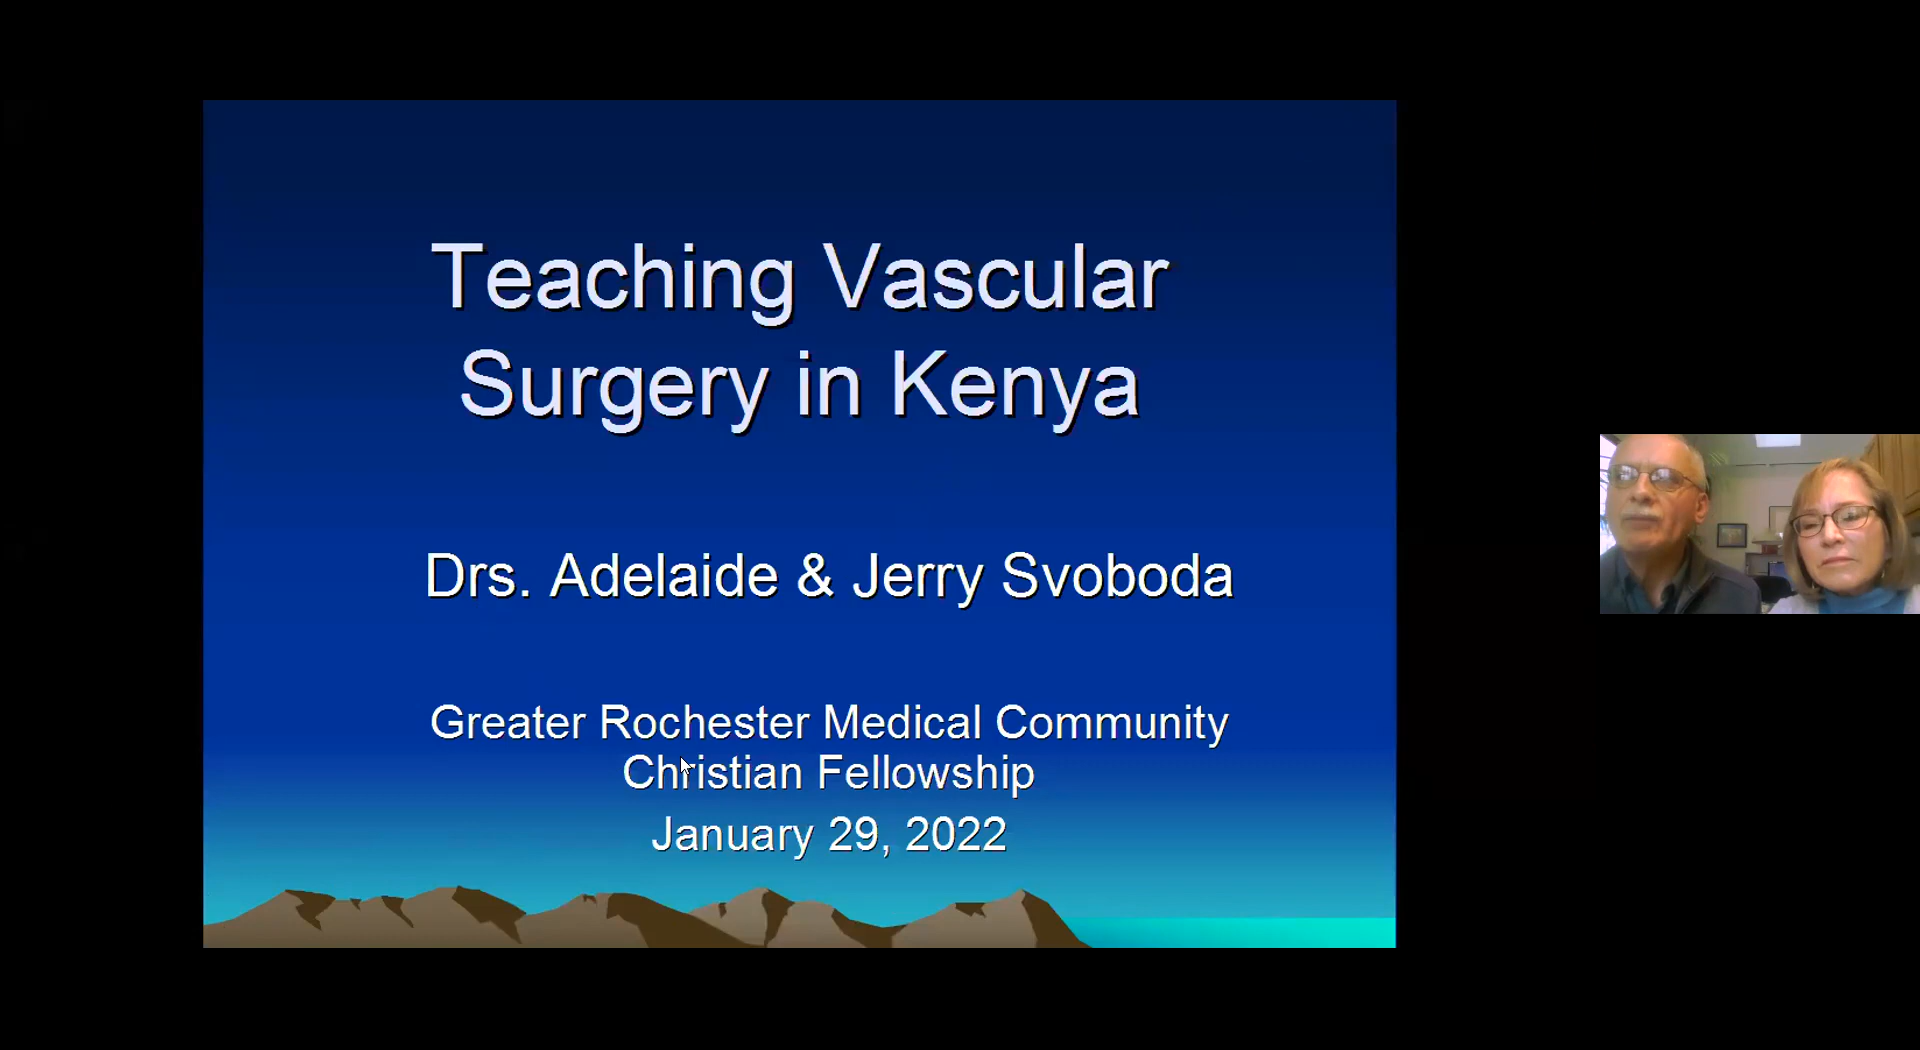 Teaching Vascular
Surgery in Kenya
Drs. Adelaide & Jerry Svoboda
Greater Rochester Medical Community
Christian Fellowship
January 29, 2022